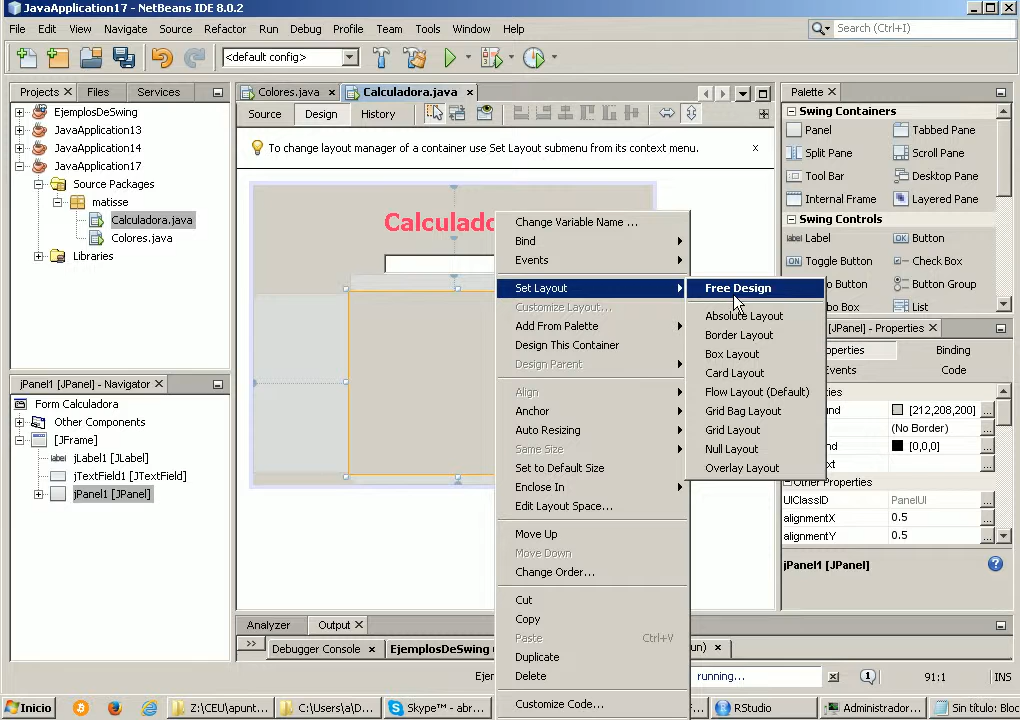 JavaApplication17 - NetBeans IDE 8.0.2
File Edit View Navigate Source Refactor Run Debug Profile Team Tools Window Help
Search (Ctrl+I)
<default config>
Projects Files Services
Colores.java Calculadora.java
Palette
EjemplosDeSwing
JavaApplication13
JavaApplication14
JavaApplication17
Source Packages
matisse
Calculadora.java
Colores.java
Libraries
Source Design History
To change layout manager of a container use Set Layout submenu from its context menu.
x
Swing Containers
Panel Tabbed Pane
Split Pane Scroll Pane
Tool Bar Desktop Pane
Internal Frame Layered Pane
Swing Controls
label Label OK Button
Toggle Button Check Box
Button Group
List
Change Variable Name ...
Bind
Events
Set Layout
Customize Layout...
Add From Palette
Design This Container
Design Parent
Align
Anchor
Auto Resizing
Same Size
Set to Default Size
Enclose In
Edit Layout Space...
Move Up
Move Down
Change Order...
Cut
Copy
Paste Ctrl+V
Duplicate
Delete
Customize Code...
Free Design
Absolute Layout
Border Layout
Box Layout
Card Layout
Flow Layout (Default)
Grid Bag Layout
Grid Layout
Null Layout
Overlay Layout
[JPanel] - Properties
Binding
Code
[212,208,200] ...
(No Border) ...
[0,0,0] ...
...
Other Properties
UIClassID PanelUI ...
alignmentX 0.5 ...
alignmentY 0.5 ...
jPanel1 [JPanel]
jPanel1 [JPanel] - Navigator
Form Calculadora
Other Components
[JFrame]
label jLabel1 [JLabel]
jTextField1 [JTextField]
jPanel1 [JPanel]
Analyzer Output
>> Debugger Console EjemplosDeSwing
running...
1
91:1 INS
Inicio
Z:\CEU\apunt...
C:\Users\a\D...
Skype™ - abr...
RStudio
Administrador...
Sin título: Bloc